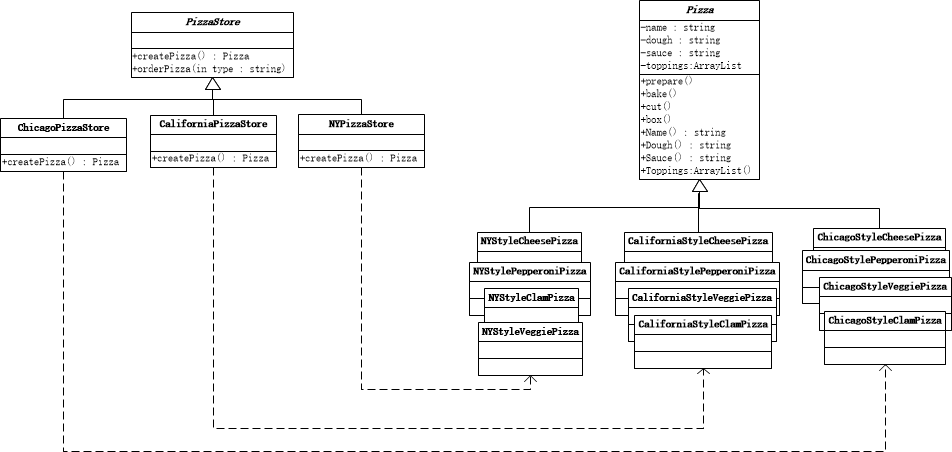 PizzaStore
+createPizza() : Pizza
+orderPizza(in type : string)
ChicagoPizzaStore
+createPizza() : Pizza
CaliforniaPizzaStore
+createPizza() : Pizza
NYPizzaStore
+createPizza() : Pizza
Pizza
-name : string
-dough : string
-sauce : string
-toppings:ArrayList
+prepare()
+bake()
+cut()
+box()
+Name() : string
+Dough() : string
+Sauce() : string
+Toppings:ArrayList()
NYStyleCheesePizza
NYStylePepperoniPizza
NYStyleClamPizza
NYStyleVeggiePizza
CaliforniaStyleCheesePizza
CaliforniaStylePepperoniPizza
CaliforniaStyleVeggiePizza
CaliforniaStyleClamPizza
ChicagoStyleCheesePizza
ChicagoStylePepperoniPizza
ChicagoStyleVeggiePizza
ChicagoStyleClamPizza